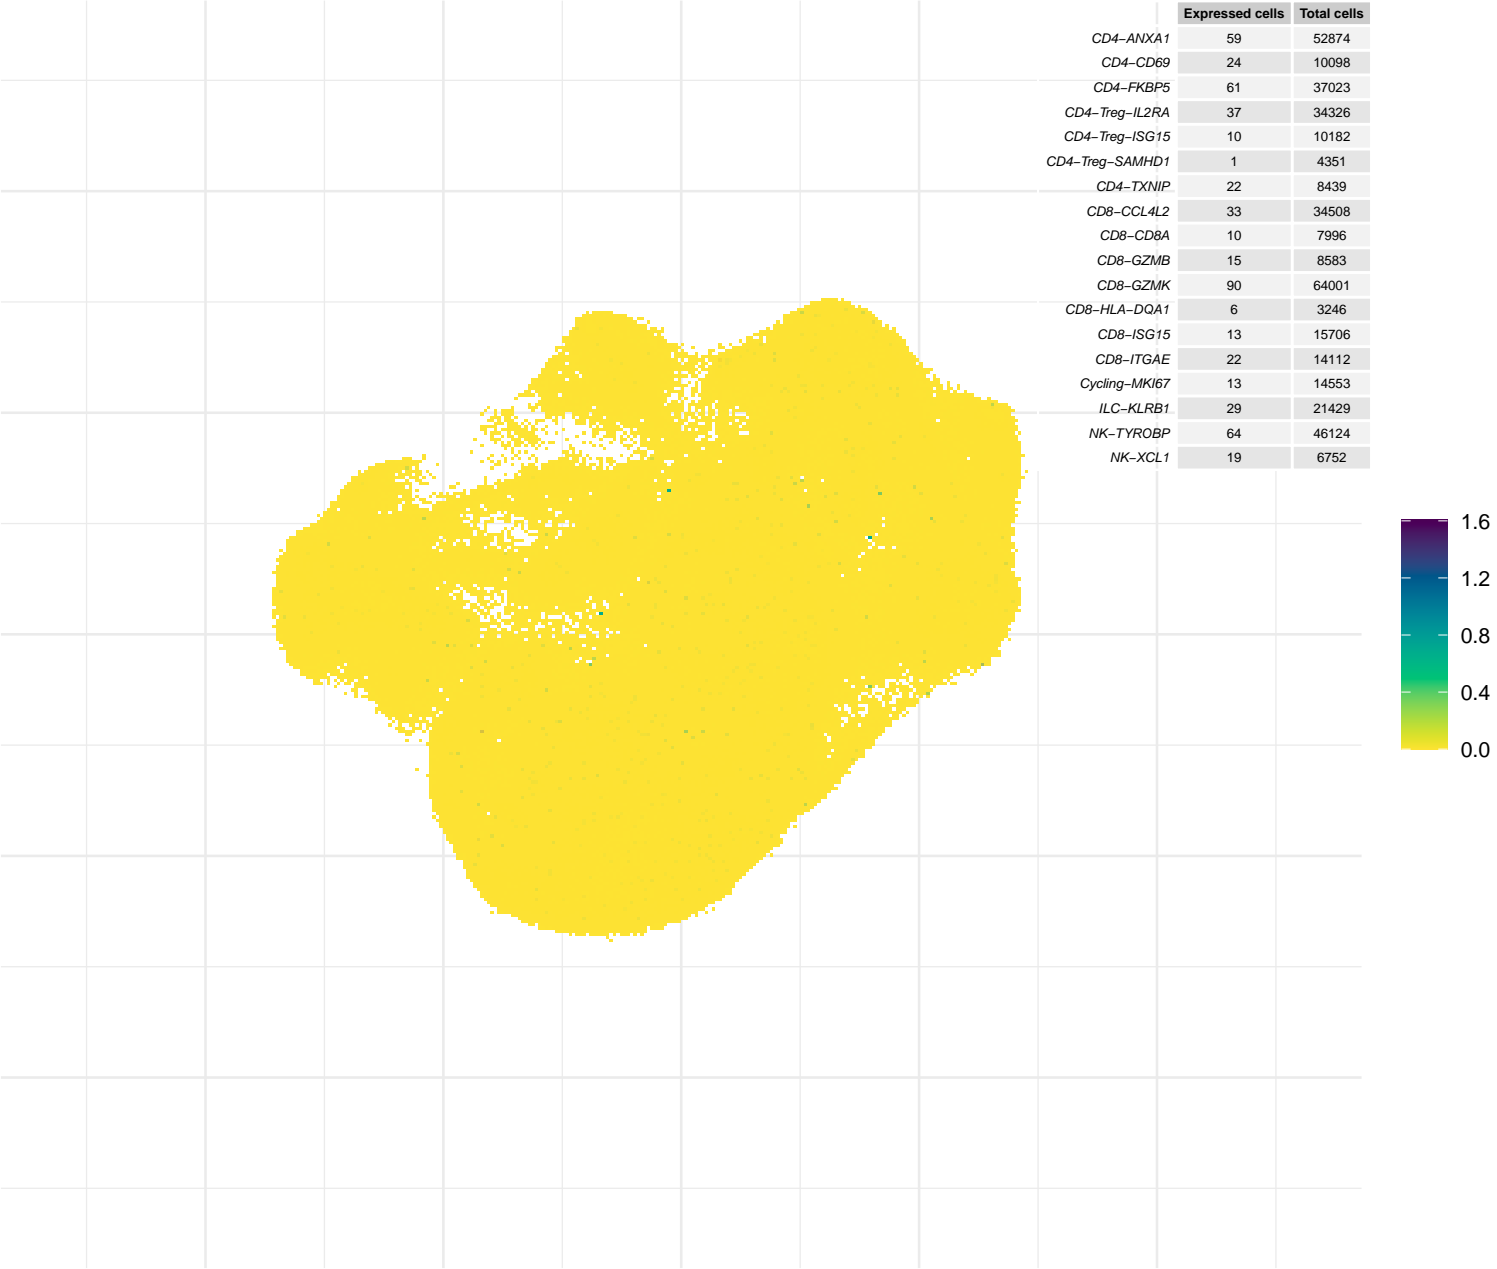 Expressed cells Total cells
CD4−ANXA1 59 52874
CD4−CD69 24 10098
CD4−FKBP5 61 37023
CD4−Treg−IL2RA 37 34326
CD4−Treg−ISG15 10 10182
CD4−Treg−SAMHD1 1 4351
CD4−TXNIP 22 8439
CD8−CCL4L2 33 34508
CD8−CD8A 10 7996
CD8−GZMB 15 8583
CD8−GZMK 90 64001
CD8−HLA−DQA1 6 3246
CD8−ISG15 13 15706
CD8−ITGAE 22 14112
Cycling−MKI67 13 14553
ILC−KLRB1 29 21429
NK−TYROBP 64 46124
NK−XCL1 19 6752
1.6
1.2
0.8
0.4
0.0